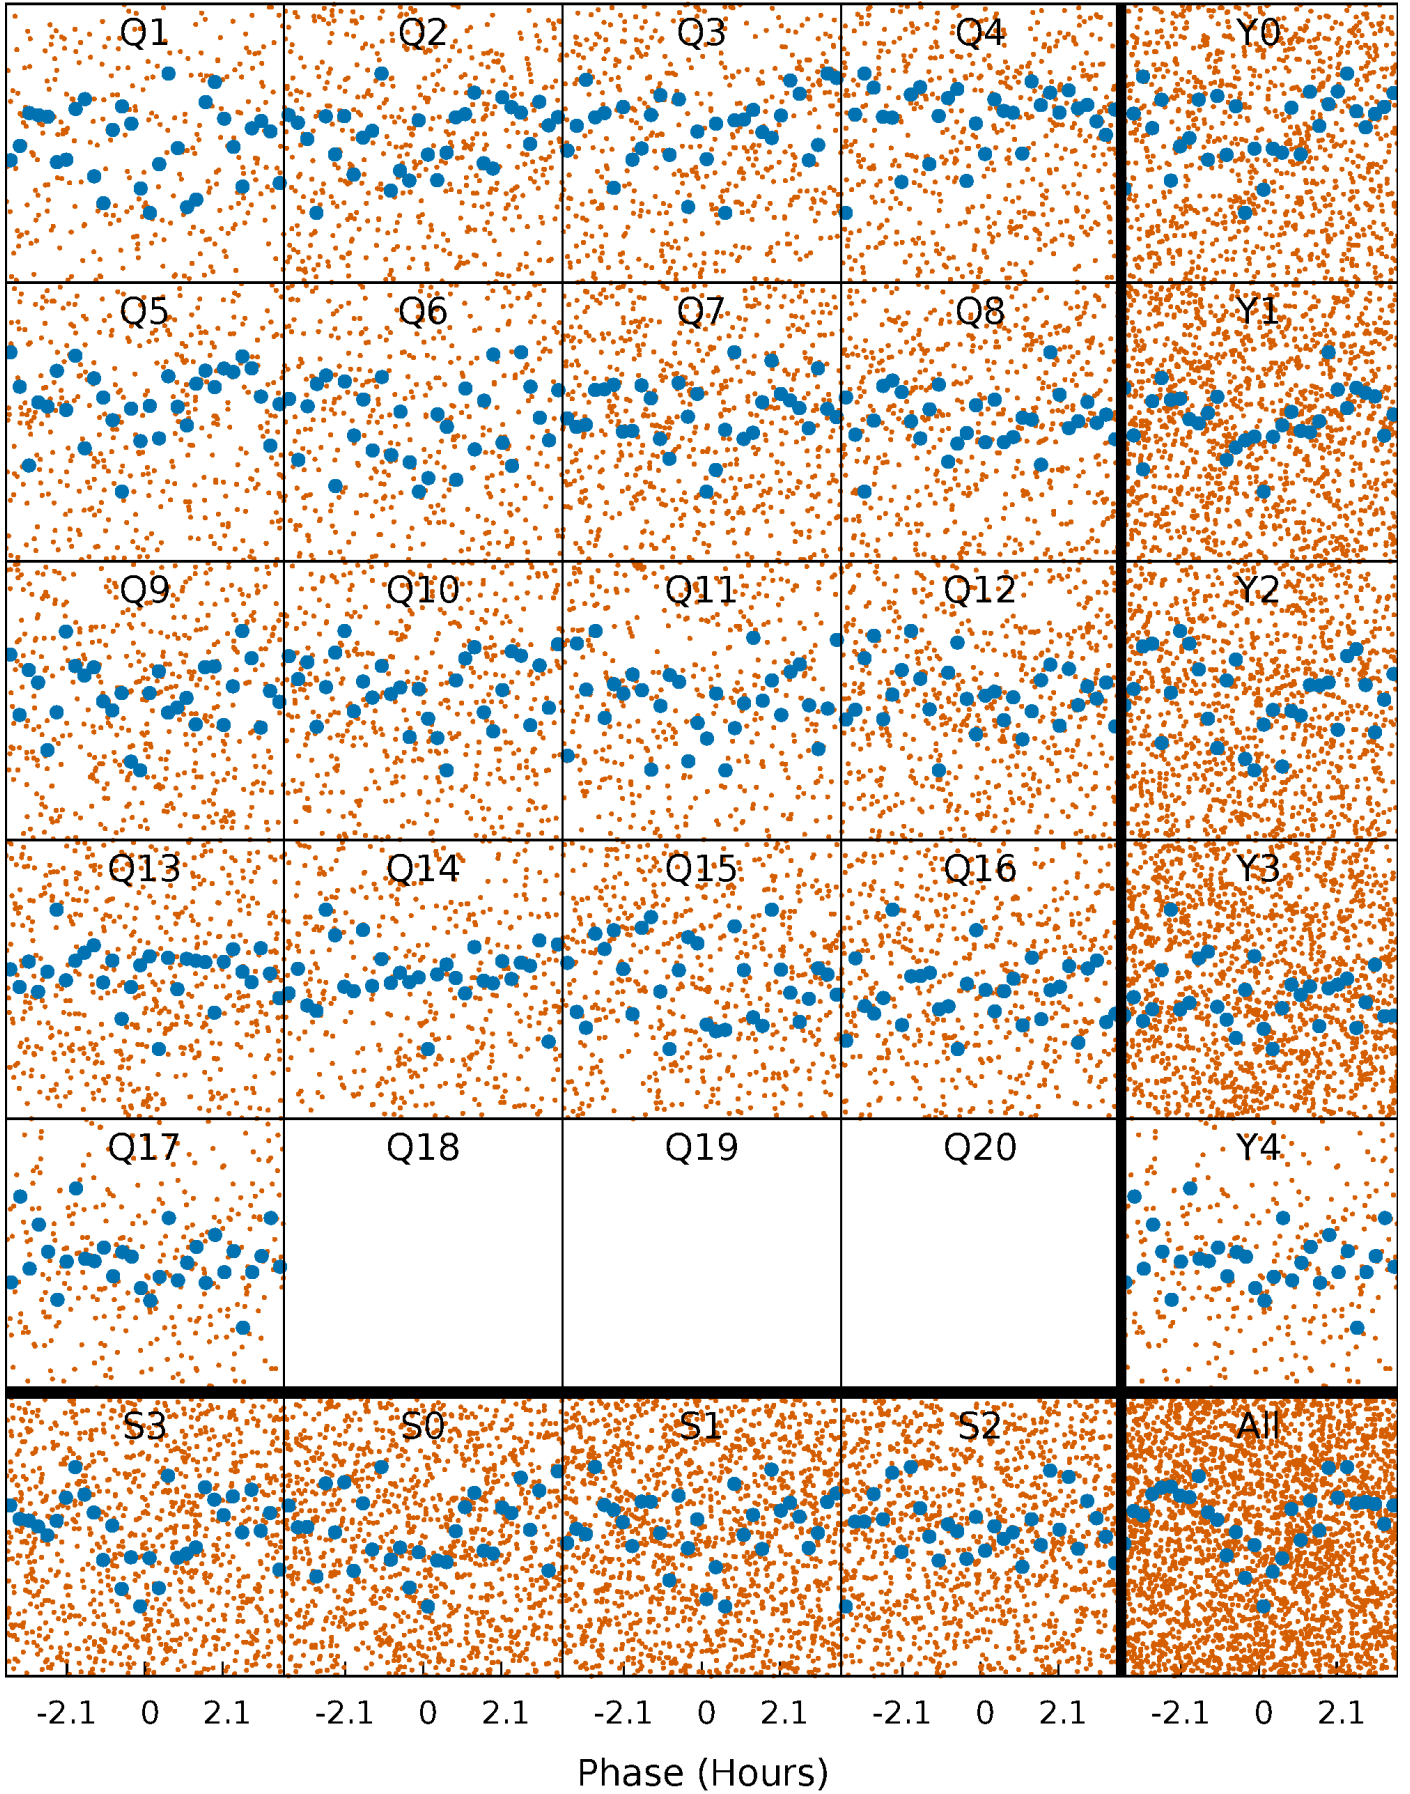 Q1 Q2 Q3 Q4 Y0
Q5 Q6 Q7 Q8 Y1
Q9 Q10 Q11 Q12 Y2
Q13 Q14 Q15 Q16 Y3
Q17 Q18 Q19 Q20 Y4
S3 S0 S1 S2 All
-2.1 0 2.1 -2.1 0 2.1 -2.1 0 2.1 -2.1 0 2.1 -2.1 0 2.1
Phase (Hours)